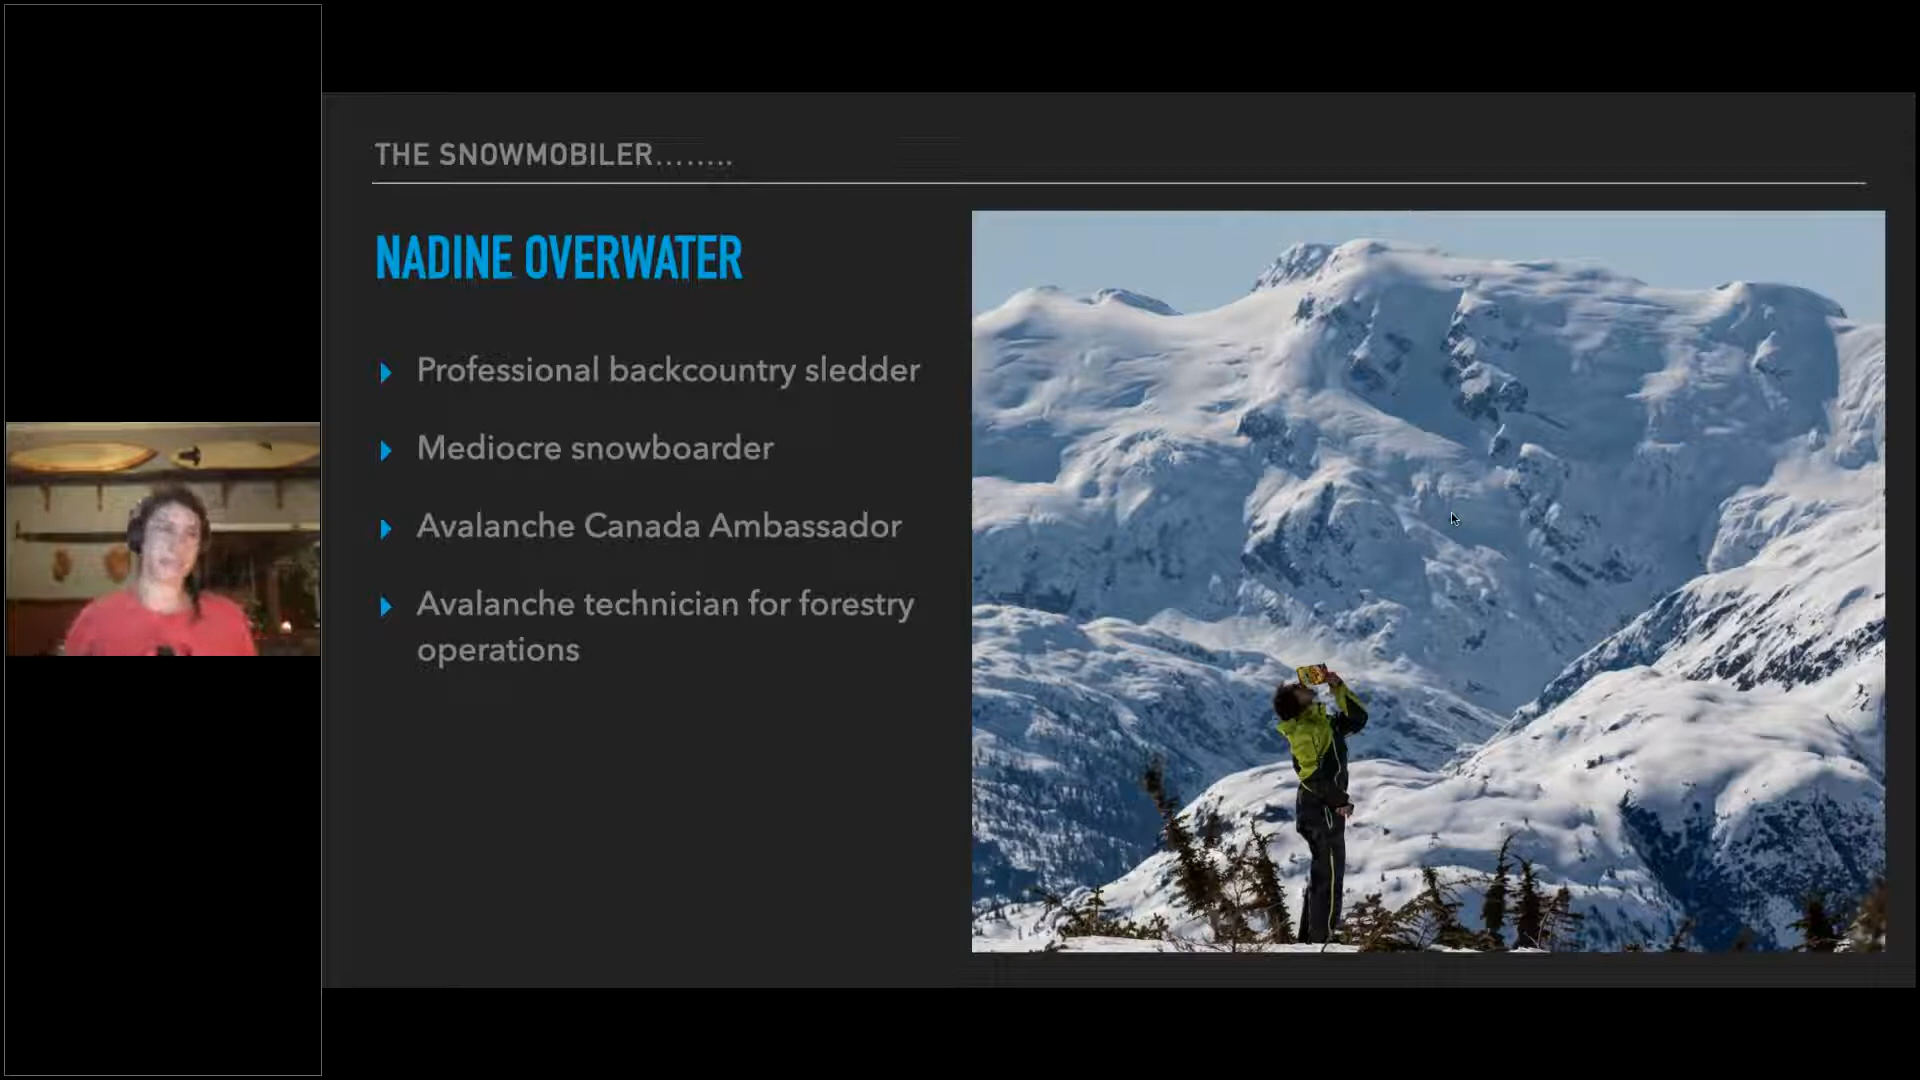 THE SNOWMOBILER........
NADINE OVERWATER
Professional backcountry sledder
Mediocre snowboarder
Avalanche Canada Ambassador
Avalanche technician for forestry
operations